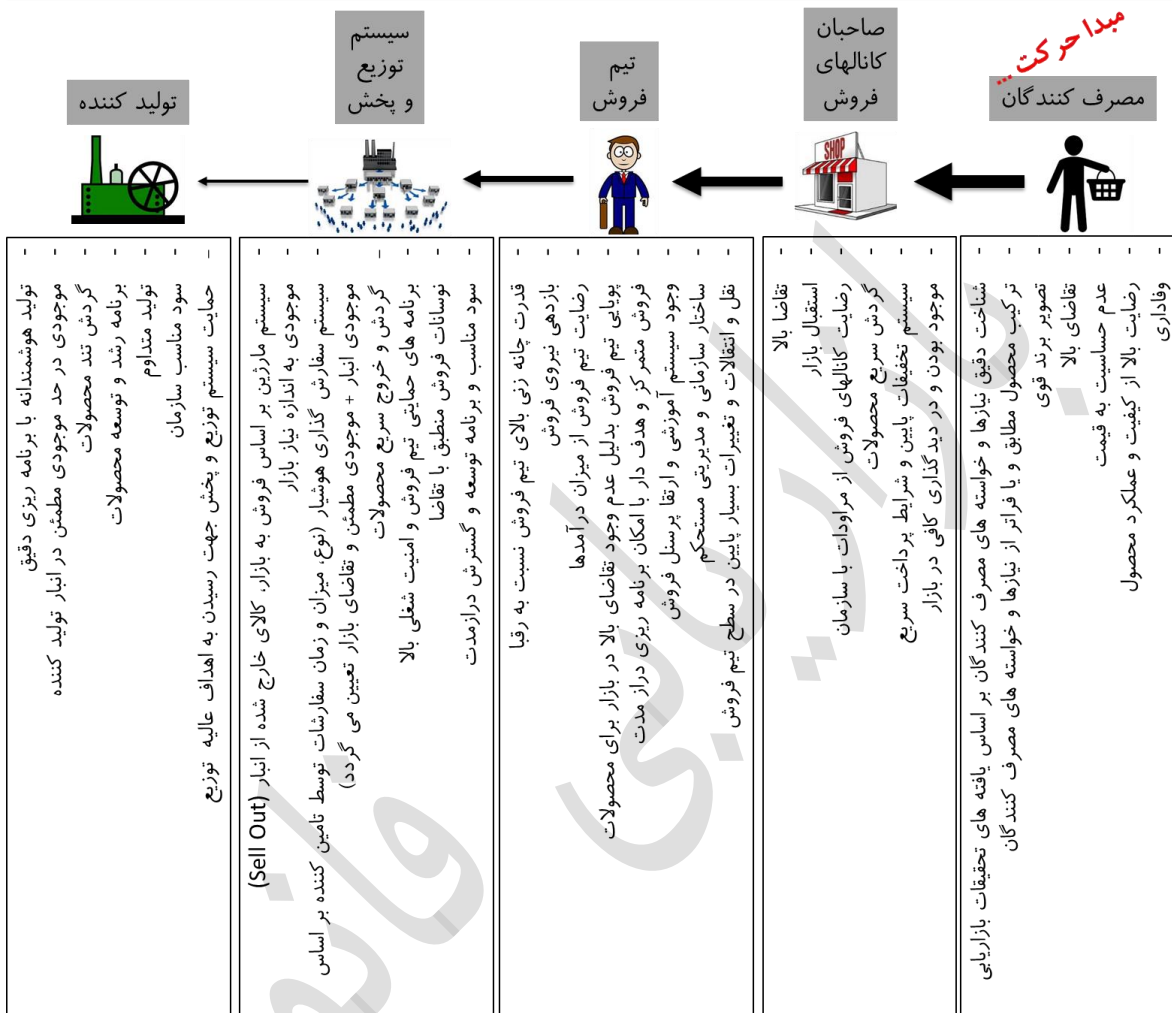 مبدا حرکت ...
مصرف کنندگان
صاحبان
کانالهای
فروش
تیم
فروش
سیستم
توزیع
و پخش
تولید کننده
SHOP
- شناخت دقیق نیازها و خواسته های مصرف کنندگان بر اساس یافته های تحقیقات بازاریابی
- ترکیب محصول مطابق و یا فراتر از نیازها و خواسته های مصرف کنندگان
- تصویر برند قوی
- تقاضای بالا
- عدم حساسیت به قیمت
- رضایت بالا از کیفیت و عملکرد محصول
- وفاداری
- تقاضا بالا
- استقبال بازار
- رضایت کانالهای فروش از مراودات با سازمان
- گردش سریع محصولات
- سیستم تخفیفات پایین و شرایط پرداخت سریع
- موجود بودن و در دیدگذاری کافی در بازار
- قدرت چانه زنی بالای تیم فروش نسبت به رقبا
- بازدهی نیروی فروش
- رضایت تیم فروش از میزان درآمدها
- پویایی تیم فروش بدلیل عدم وجود تقاضای بالا در بازار برای محصولات
- فروش متمرکز و هدف دار با امکان برنامه ریزی دراز مدت
- وجود سیستم آموزشی و ارتقا پرسنل فروش
- ساختار سازمانی و مدیریتی مستحکم
- نقل و انتقالات و تغییرات بسیار پایین در سطح تیم فروش
- سیستم مارژین بر اساس فروش به بازار، کالای خارج شده از انبار (Sell Out)
- موجودی به اندازه نیاز بازار
- سیستم سفارش گذاری هوشیار (نوع، میزان و زمان سفارشات توسط تامین کننده بر اساس
موجودی انبار + موجودی مطمئن و تقاضای بازار تعیین می گردد)
- گردش و خروج سریع محصولات
- برنامه های حمایتی تیم فروش و امنیت شغلی بالا
- نوسانات فروش منطبق با تقاضا
- سود مناسب و برنامه توسعه و گسترش درازمدت
- تولید هوشمندانه با برنامه ریزی دقیق
- موجودی در حد موجودی مطمئن در انبار تولید کننده
- گردش تند محصولات
- برنامه رشد و توسعه محصولات
- تولید متداوم
- سود مناسب سازمان
- حمایت سیستم توزیع و پخش جهت رسیدن به اهداف عالیه توزیع
بازاریابی